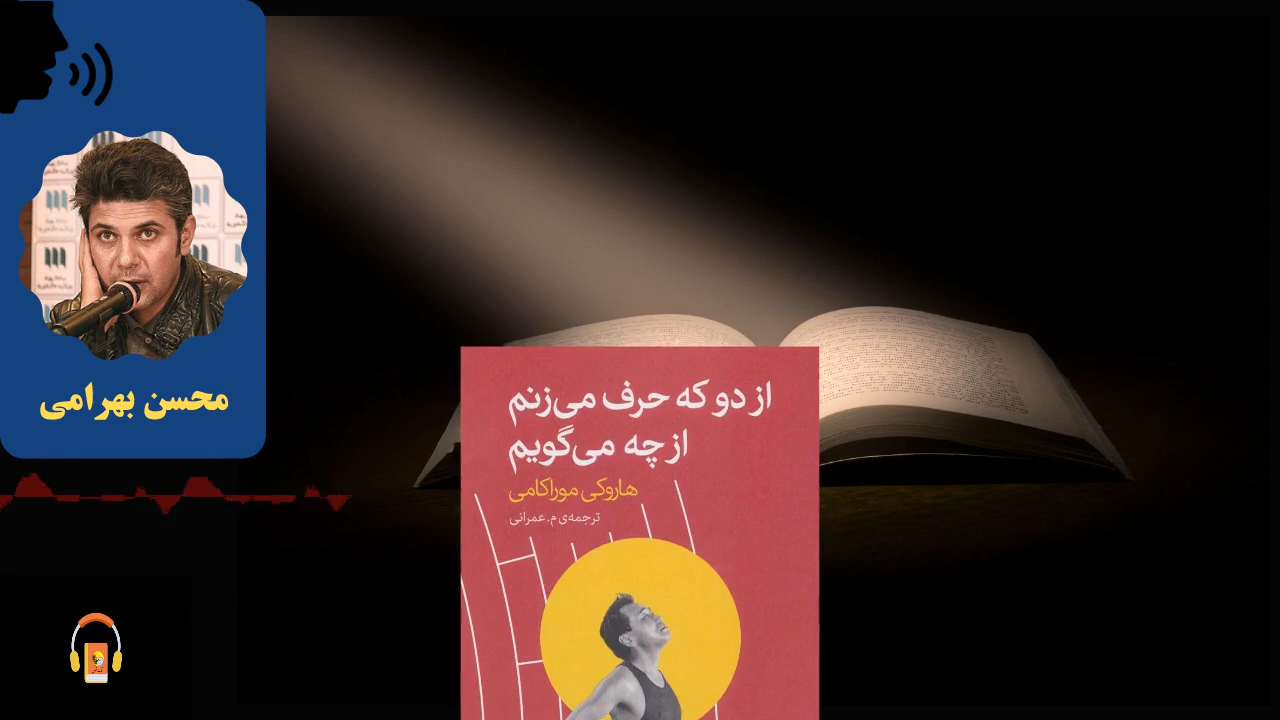 محسن بهرامی
از دو که حرف می‌زنم
از چه می‌گویم
هاروکی موراکامی
ترجمه‌ی م. عمرانی